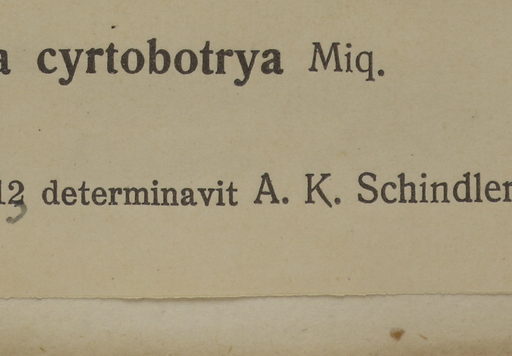 a cyrtobotrya Miq.
12 determinavit A. K. Schindler